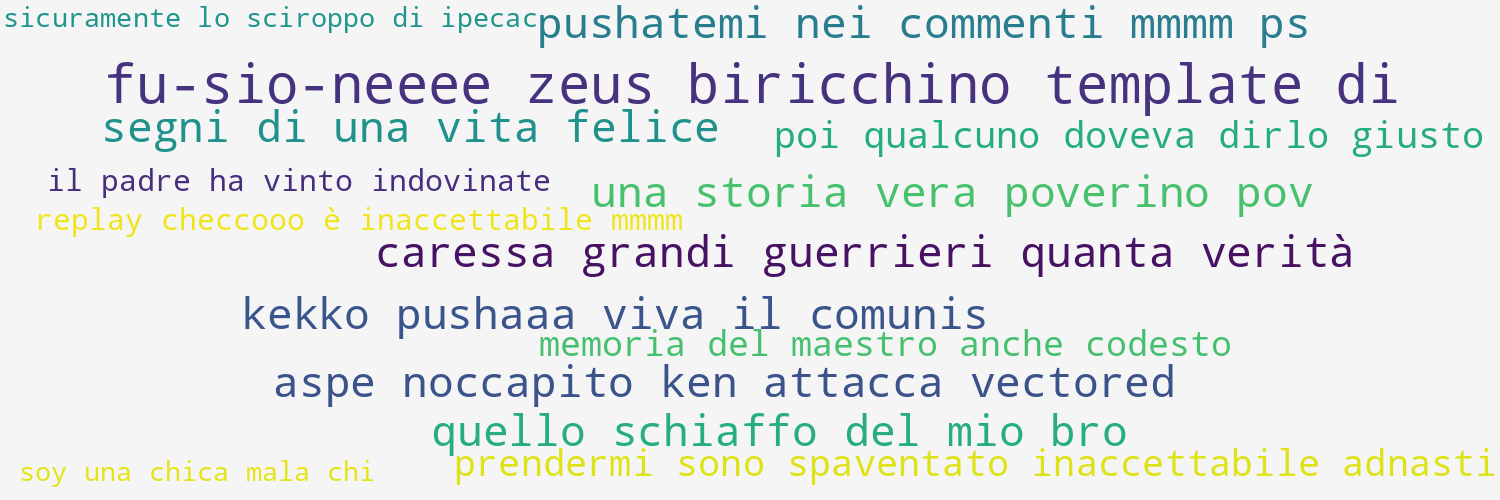 sicuramente lo sciroppo di ipecac
pushatemi nei commenti mmmm ps
fu-sio-neeee zeus biricchino template di
segni di una vita felice
poi qualcuno doveva dirlo giusto
il padre ha vinto indovinate
una storia vera poverino pov
replay checcooo è inaccettabile mmmm
caressa grandi guerrieri quanta verità
kekko pushaaa viva il comunis
memoria del maestro anche codesto
aspe noccapito ken attacca vectored
quello schiaffo del mio bro
prendermi sono spaventato inaccettabile adnasti
soy una chica mala chi